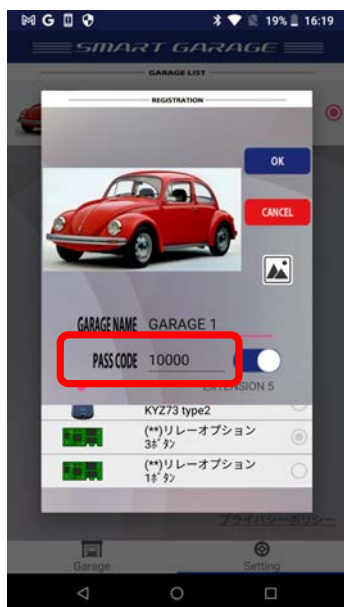 16:19
19%
SMART GARAGE
GARAGE LIST
REGISTRATION
OK
CANCEL
GARAGE NAME GARAGE 1
PASS CODE 10000
EXTENSION 5
KYZ73 type2
(**)リレーオプション
3ボタン
(**)リレーオプション
1ボタン
プライバシーポリシー
Garage
Setting